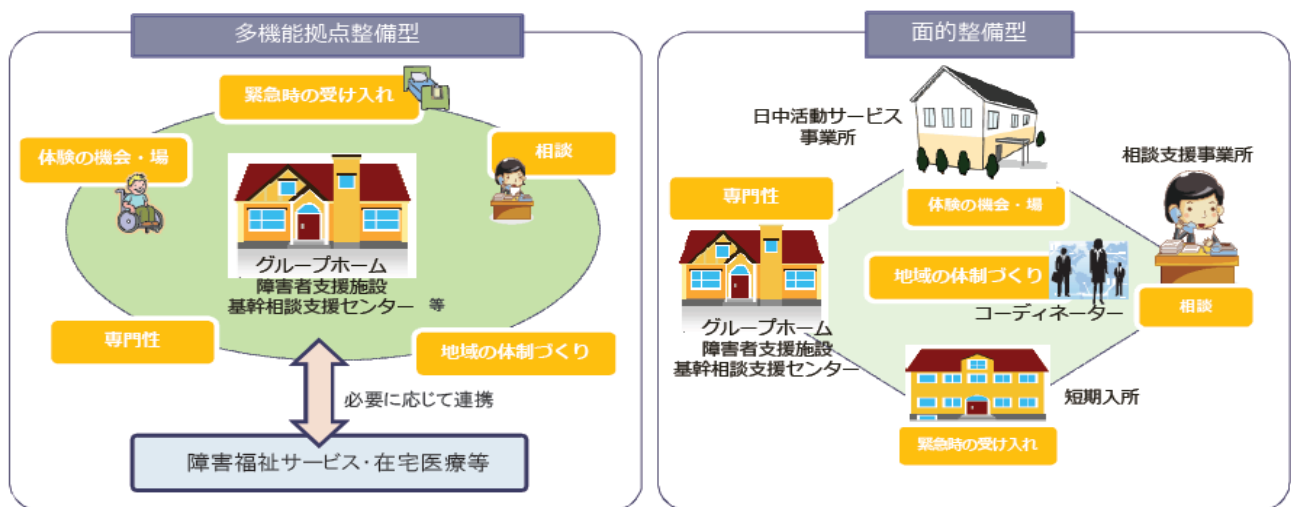 多機能拠点整備型
緊急時の受け入れ
体験の機会・場
相談
グループホーム
障害者支援施設
基幹相談支援センター 等
専門性
地域の体制づくり
必要に応じて連携
障害福祉サービス・在宅医療等
面的整備型
日中活動サービス
事業所
相談支援事業所
専門性
体験の機会・場
地域の体制づくり
コーディネーター
相談
グループホーム
障害者支援施設
基幹相談支援センター
短期入所
緊急時の受け入れ